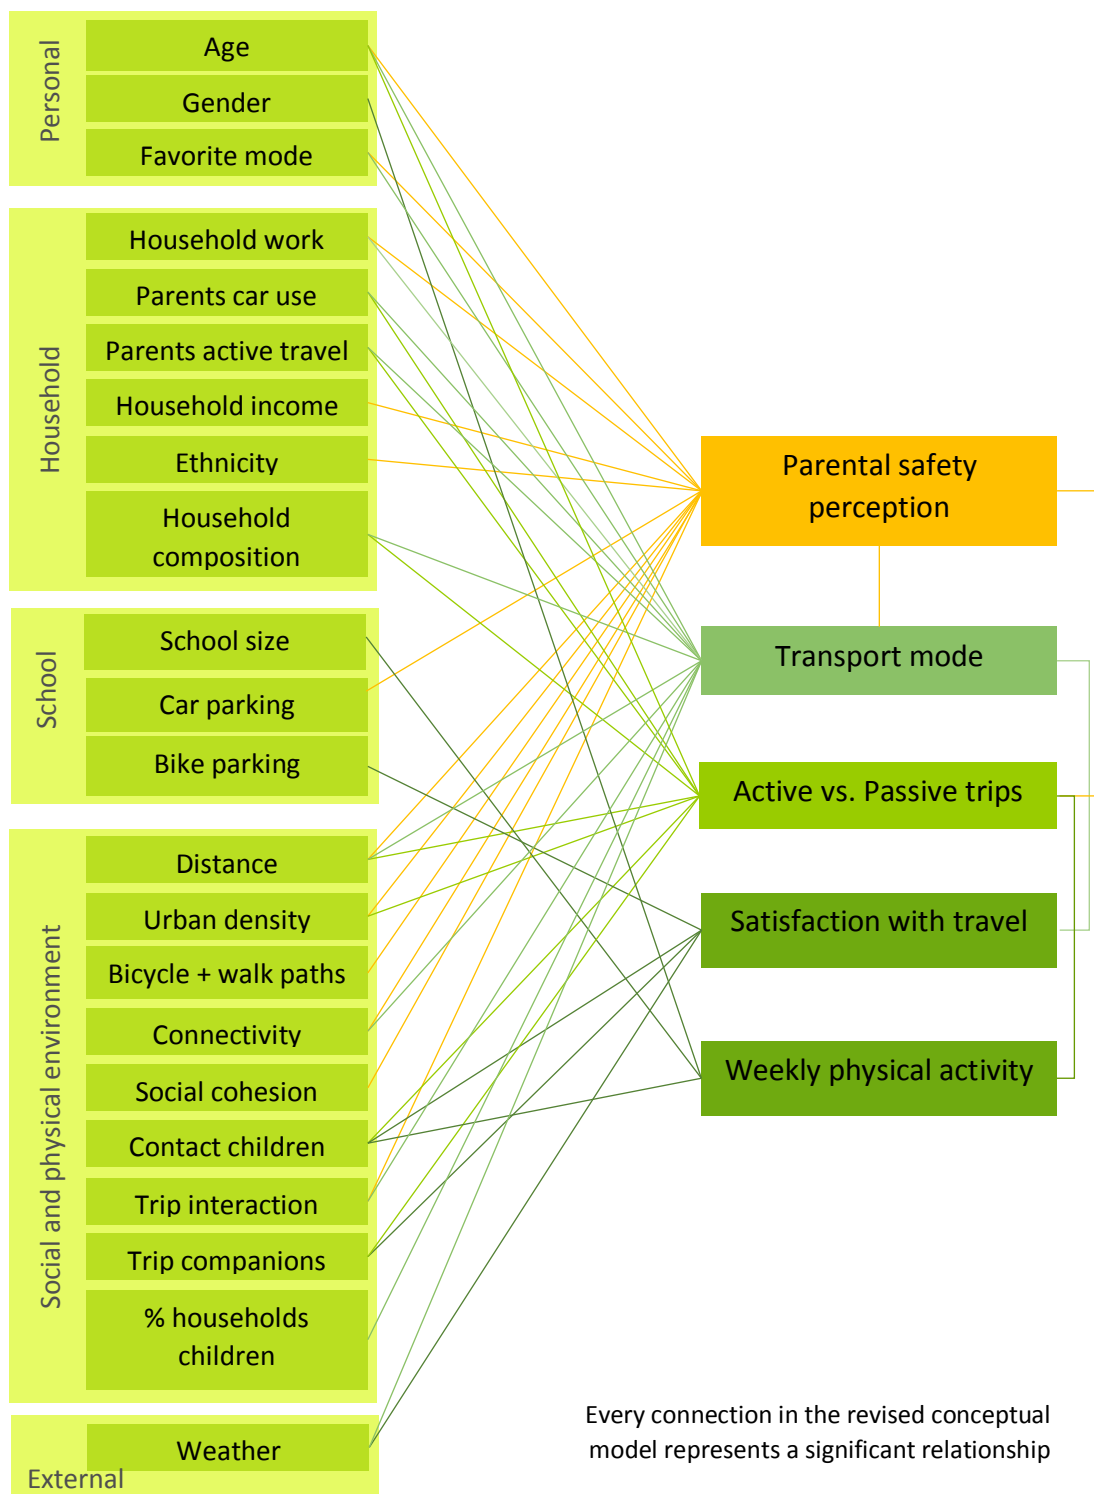 Personal
Age
Gender
Favorite mode
Household
Household work
Parents car use
Parents active travel
Household income
Ethnicity
Household
composition
School
School size
Car parking
Bike parking
Social and physical environment
Distance
Urban density
Bicycle + walk paths
Connectivity
Social cohesion
Contact children
Trip interaction
Trip companions
% households
children
Weather
External
Parental safety
perception
Transport mode
Active vs. Passive trips
Satisfaction with travel
Weekly physical activity
Every connection in the revised conceptual
model represents a significant relationship